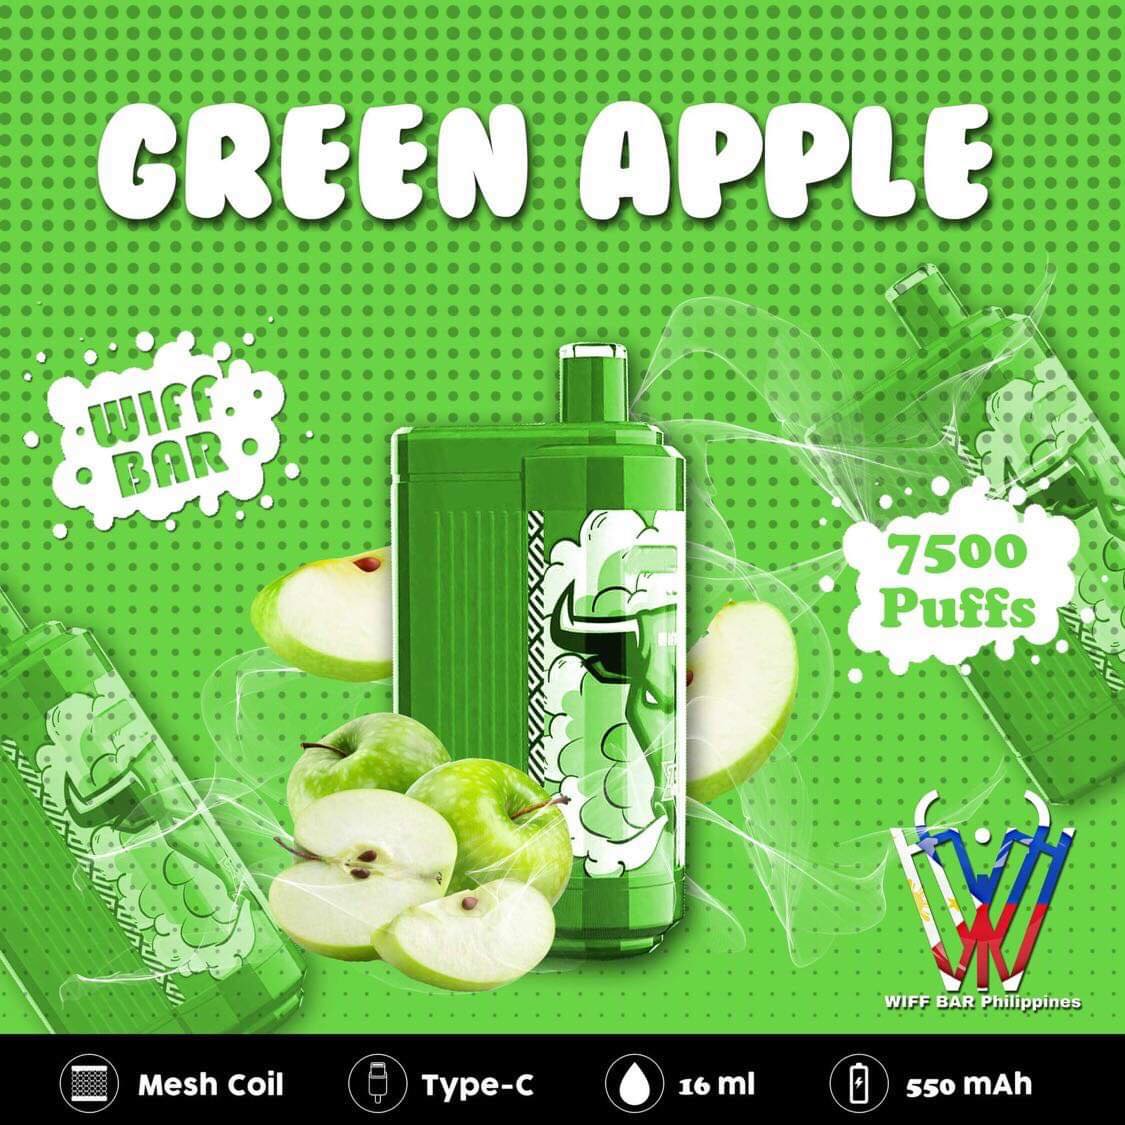 GREEN APPLE
WIFF
BAR
7500
Puffs
WIFF BAR Philippines
Mesh Coil
Type-C
16 ml
550 mAh